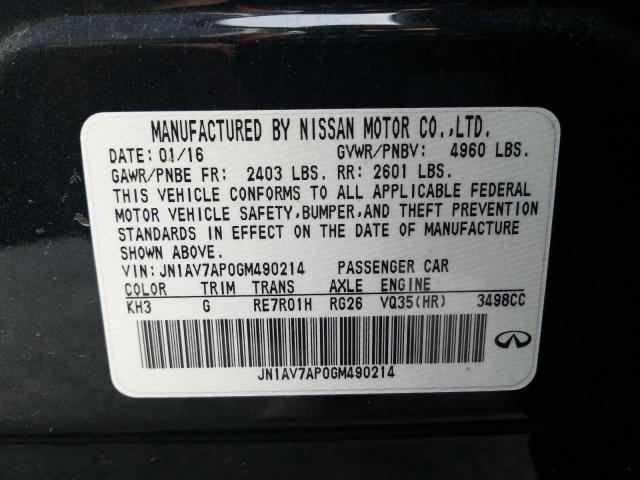 MANUFACTURED BY NISSAN MOTOR CO.,LTD.
DATE: 01/16 GVWR/PNBV: 4960 LBS.
GAWR/PNBE FR: 2403 LBS. RR: 2601 LBS.
THIS VEHICLE CONFORMS TO ALL APPLICABLE FEDERAL
MOTOR VEHICLE SAFETY,BUMPER,AND THEFT PREVENTION
STANDARDS IN EFFECT ON THE DATE OF MANUFACTURE
SHOWN ABOVE.
VIN: JN1AV7AP0GM490214 PASSENGER CAR
COLOR TRIM TRANS AXLE ENGINE
KH3 G RE7R01H RG26 VQ35(HR) 3498CC
JN1AV7AP0GM490214